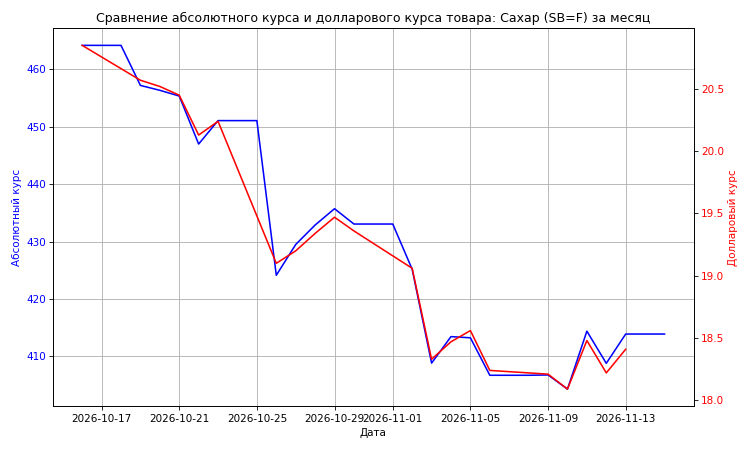 Сравнение абсолютного курса и долларового курса товара: Сахар (SB=F) за месяц
Абсолютный курс
460
450
440
430
420
410
20.5
20.0
19.5
19.0
18.5
18.0
Долларовый курс
2026-10-17 2026-10-21 2026-10-25 2026-10-29 2026-11-01 2026-11-05 2026-11-09 2026-11-13
Дата